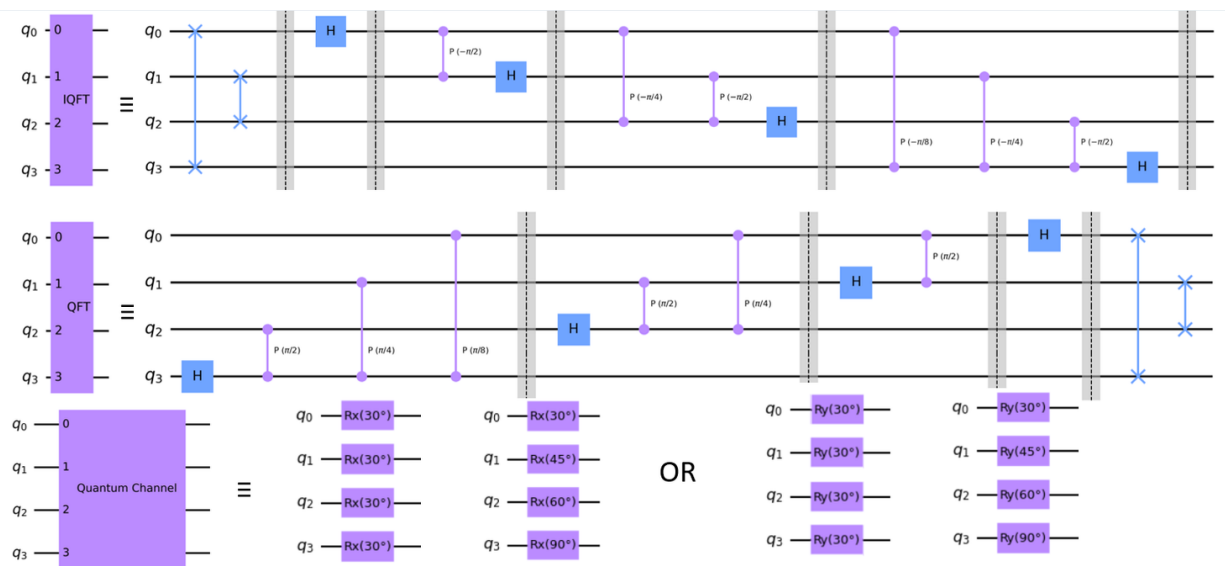 q0 0 q0 H
P (−π/2)
q1 1 q1 H
IQFT ≡ P (−π/4) P (−π/2)
q2 2 q2 H
P (−π/8) P (−π/4) P (−π/2)
q3 3 q3 H
q0 0 q0 H
P (π/2)
q1 1 q1 H
QFT ≡ P (π/2) P (π/4)
q2 2 q2 H
P (π/2) P (π/4) P (π/8)
q3 3 q3 H
q0 0 q0 Rx(30°) q0 Rx(30°) q0 Ry(30°) q0 Ry(30°)
q1 1 q1 Rx(30°) q1 Rx(45°) OR q1 Ry(30°) q1 Ry(45°)
Quantum Channel ≡
q2 2 q2 Rx(30°) q2 Rx(60°) q2 Ry(30°) q2 Ry(60°)
q3 3 q3 Rx(30°) q3 Rx(90°) q3 Ry(30°) q3 Ry(90°)